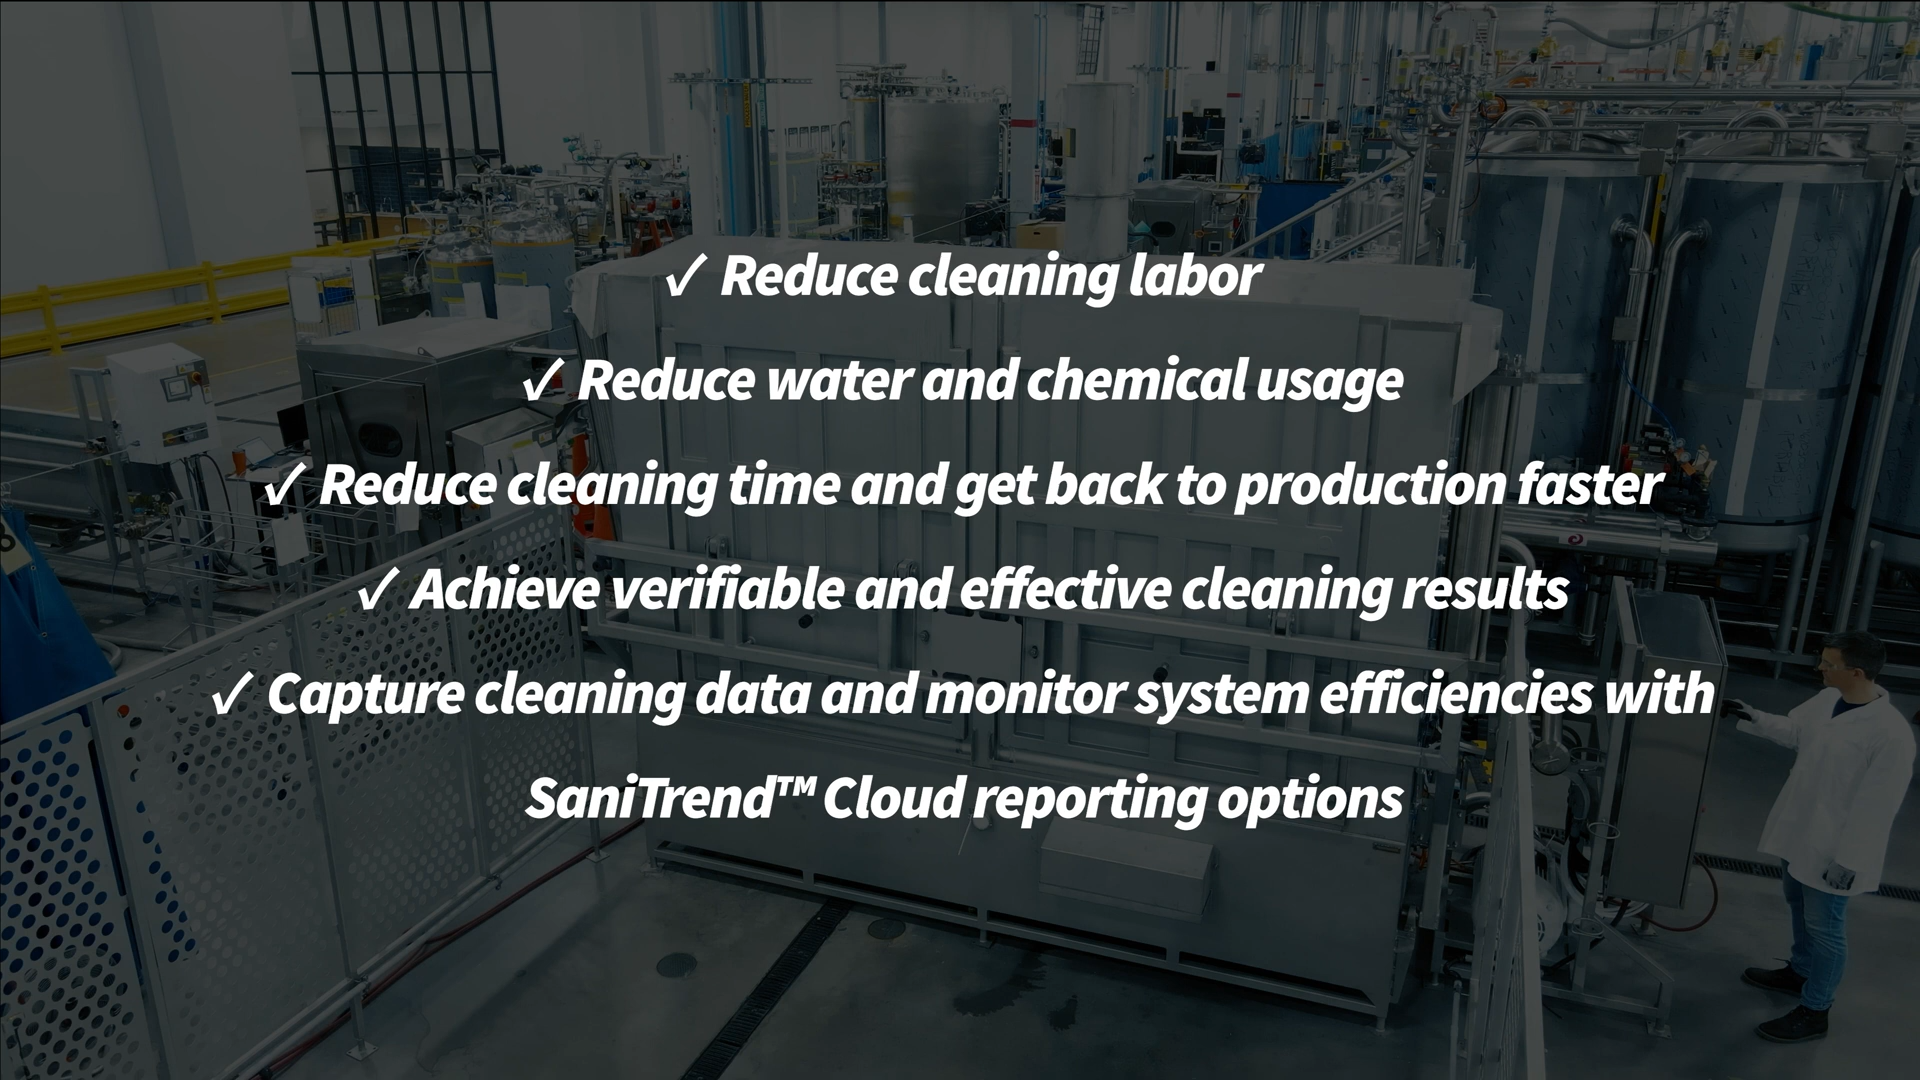 ✓ Reduce cleaning labor
✓ Reduce water and chemical usage
✓ Reduce cleaning time and get back to production faster
✓ Achieve verifiable and effective cleaning results
✓ Capture cleaning data and monitor system efficiencies with
SaniTrend™ Cloud reporting options